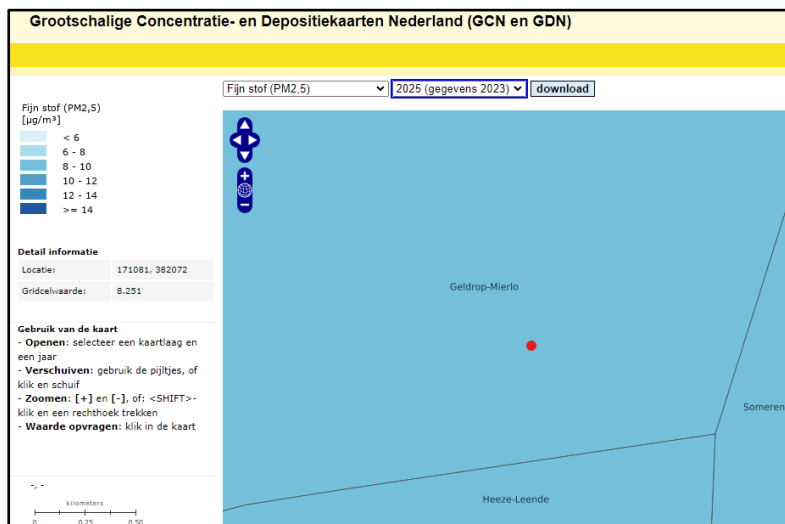 Grootschalige Concentratie- en Depositiekaarten Nederland (GCN en GDN)
Fijn stof (PM2,5)
2025 (gegevens 2023)
download
Fijn stof (PM2,5)
[µg/m³]
< 6
6 - 8
8 - 10
10 - 12
12 - 14
>= 14
Detail informatie
Locatie: 171081, 382072
Gridcelwaarde: 8.251
Gebruik van de kaart
- Openen: selecteer een kaartlaag en
een jaar
- Verschuiven: gebruik de pijltjes, of
klik en schuif
- Zoomen: [+] en [-], of: <SHIFT>-
klik en een rechthoek trekken
- Waarde opvragen: klik in de kaart
-, -
kilometers
0 0.25 0.50
Geldrop-Mierlo
Someren
Heeze-Leende